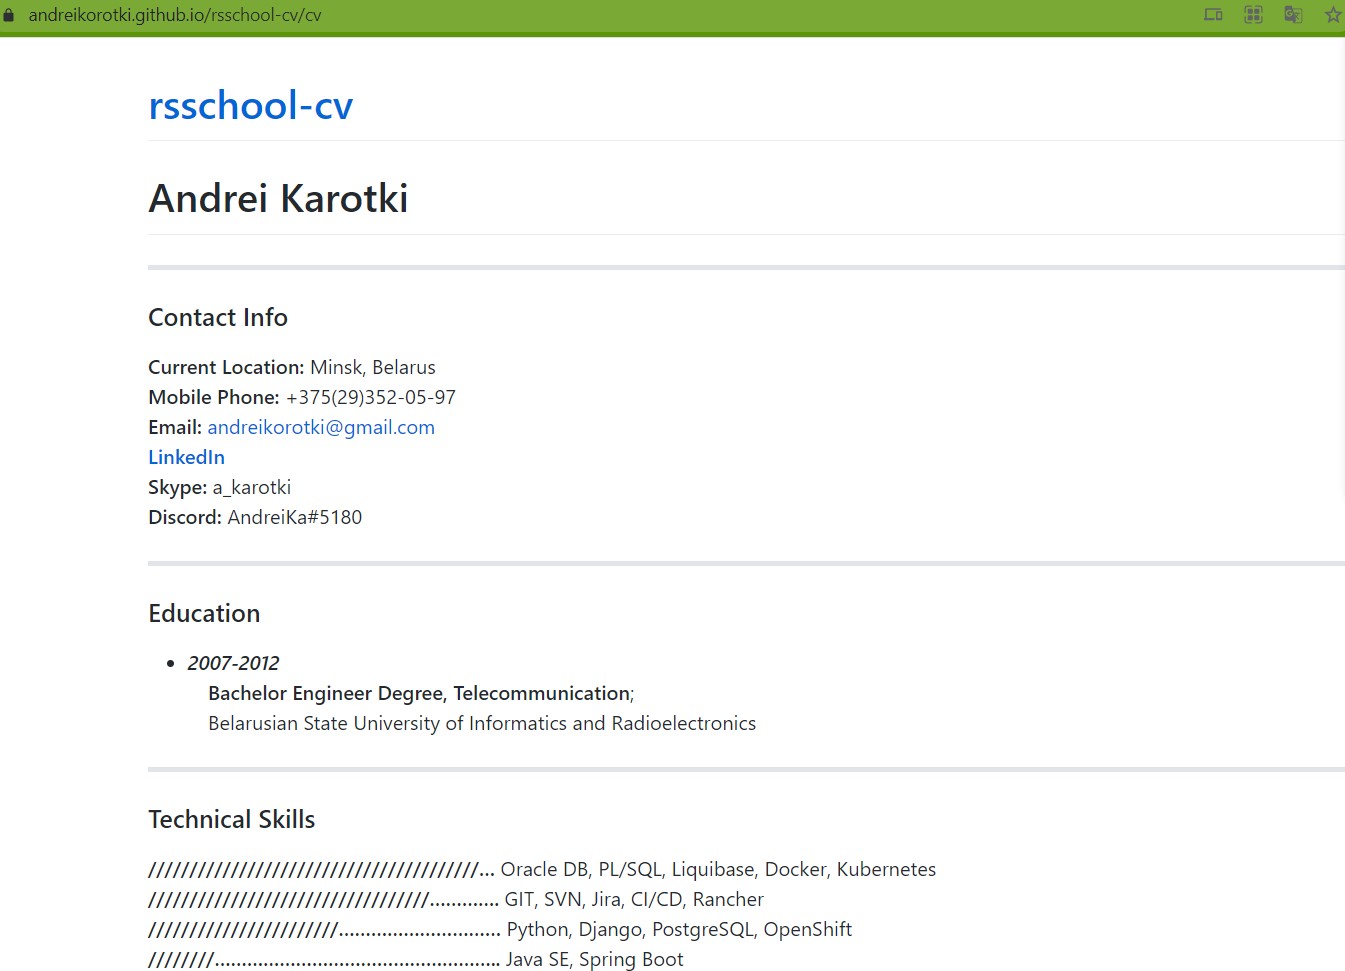 andreikorotki.github.io/rsschool-cv/cv
rsschool-cv
Andrei Karotki
Contact Info
Current Location: Minsk, Belarus
Mobile Phone: +375(29)352-05-97
Email: andreikorotki@gmail.com
LinkedIn
Skype: a_karotki
Discord: AndreiKa#5180
Education
• 2007-2012
Bachelor Engineer Degree, Telecommunication;
Belarusian State University of Informatics and Radioelectronics
Technical Skills
////////////////////////////////////////... Oracle DB, PL/SQL, Liquibase, Docker, Kubernetes
//////////////////////////////////............. GIT, SVN, Jira, CI/CD, Rancher
///////////////////////.............................. Python, Django, PostgreSQL, OpenShift
////////..................................................... Java SE, Spring Boot